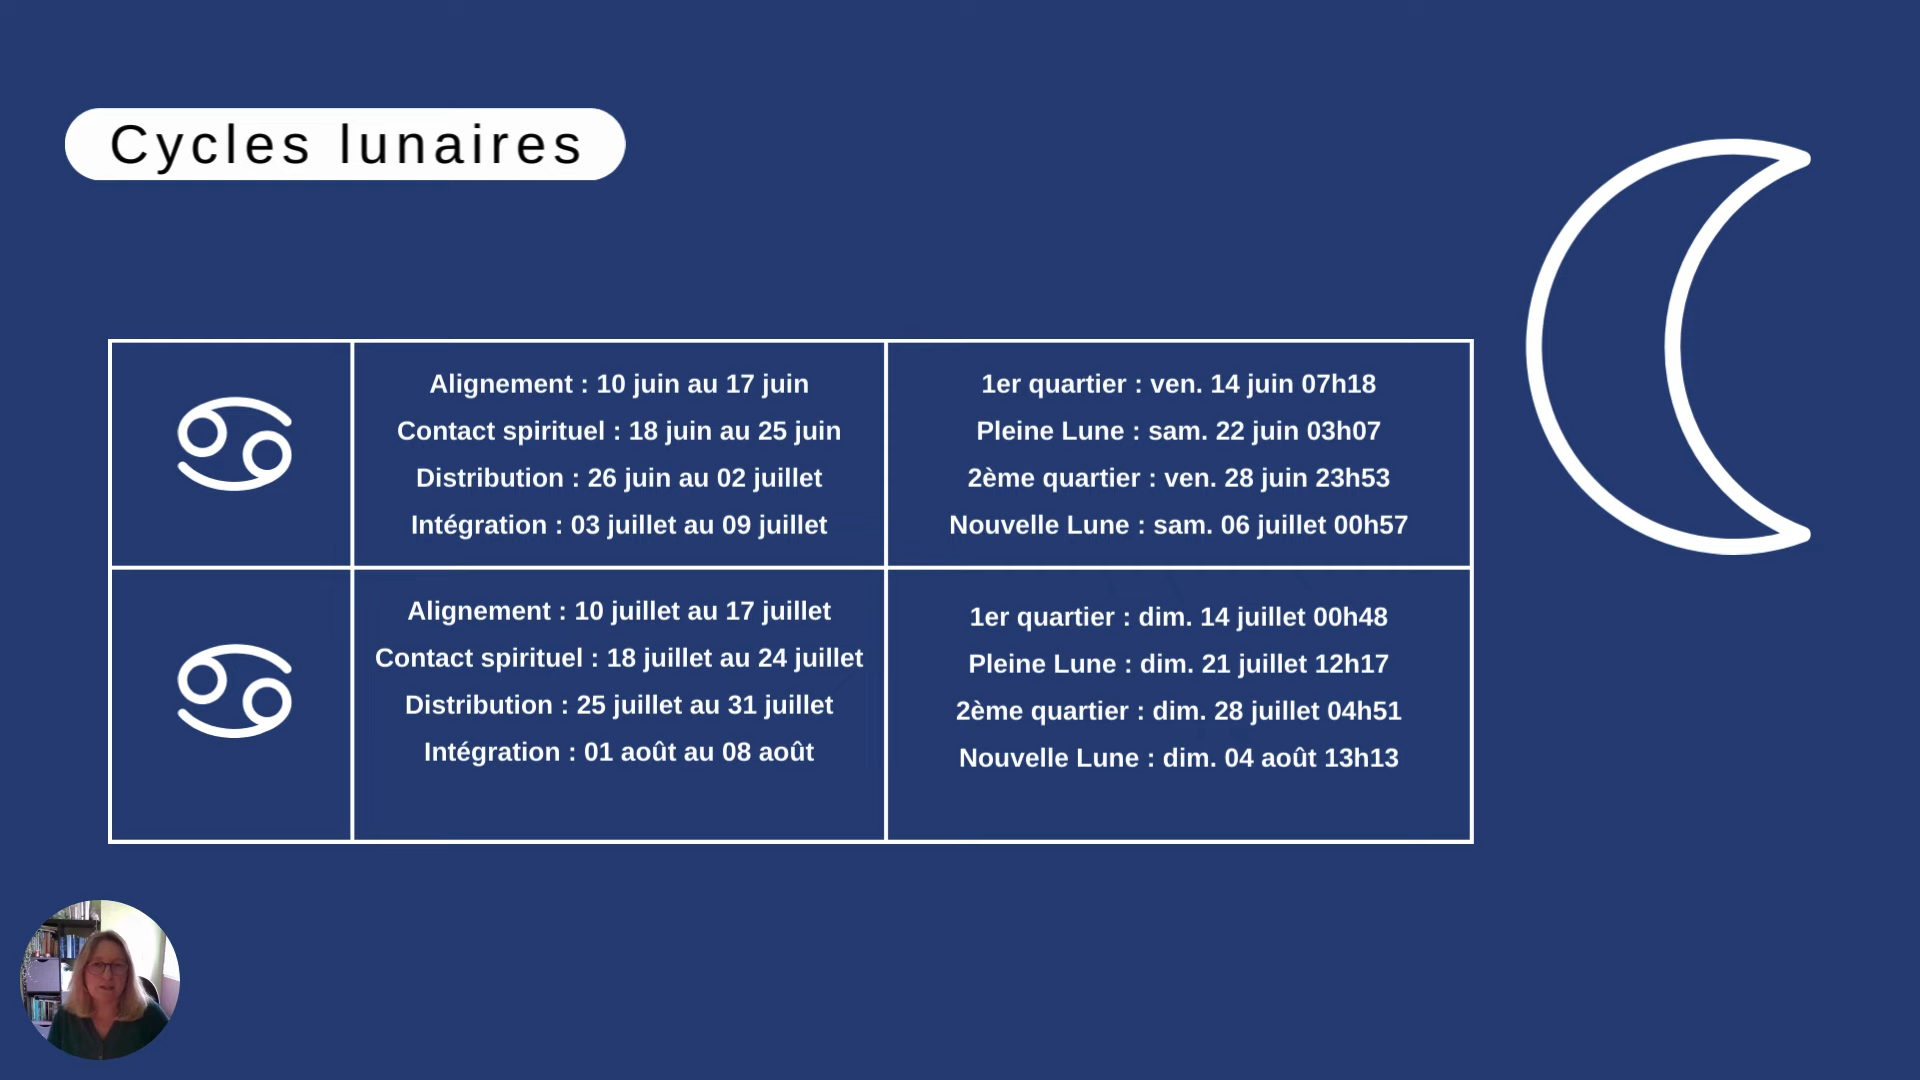 Cycles lunaires
Alignement : 10 juin au 17 juin
Contact spirituel : 18 juin au 25 juin
Distribution : 26 juin au 02 juillet
Intégration : 03 juillet au 09 juillet
1er quartier : ven. 14 juin 07h18
Pleine Lune : sam. 22 juin 03h07
2ème quartier : ven. 28 juin 23h53
Nouvelle Lune : sam. 06 juillet 00h57
Alignement : 10 juillet au 17 juillet
Contact spirituel : 18 juillet au 24 juillet
Distribution : 25 juillet au 31 juillet
Intégration : 01 août au 08 août
1er quartier : dim. 14 juillet 00h48
Pleine Lune : dim. 21 juillet 12h17
2ème quartier : dim. 28 juillet 04h51
Nouvelle Lune : dim. 04 août 13h13